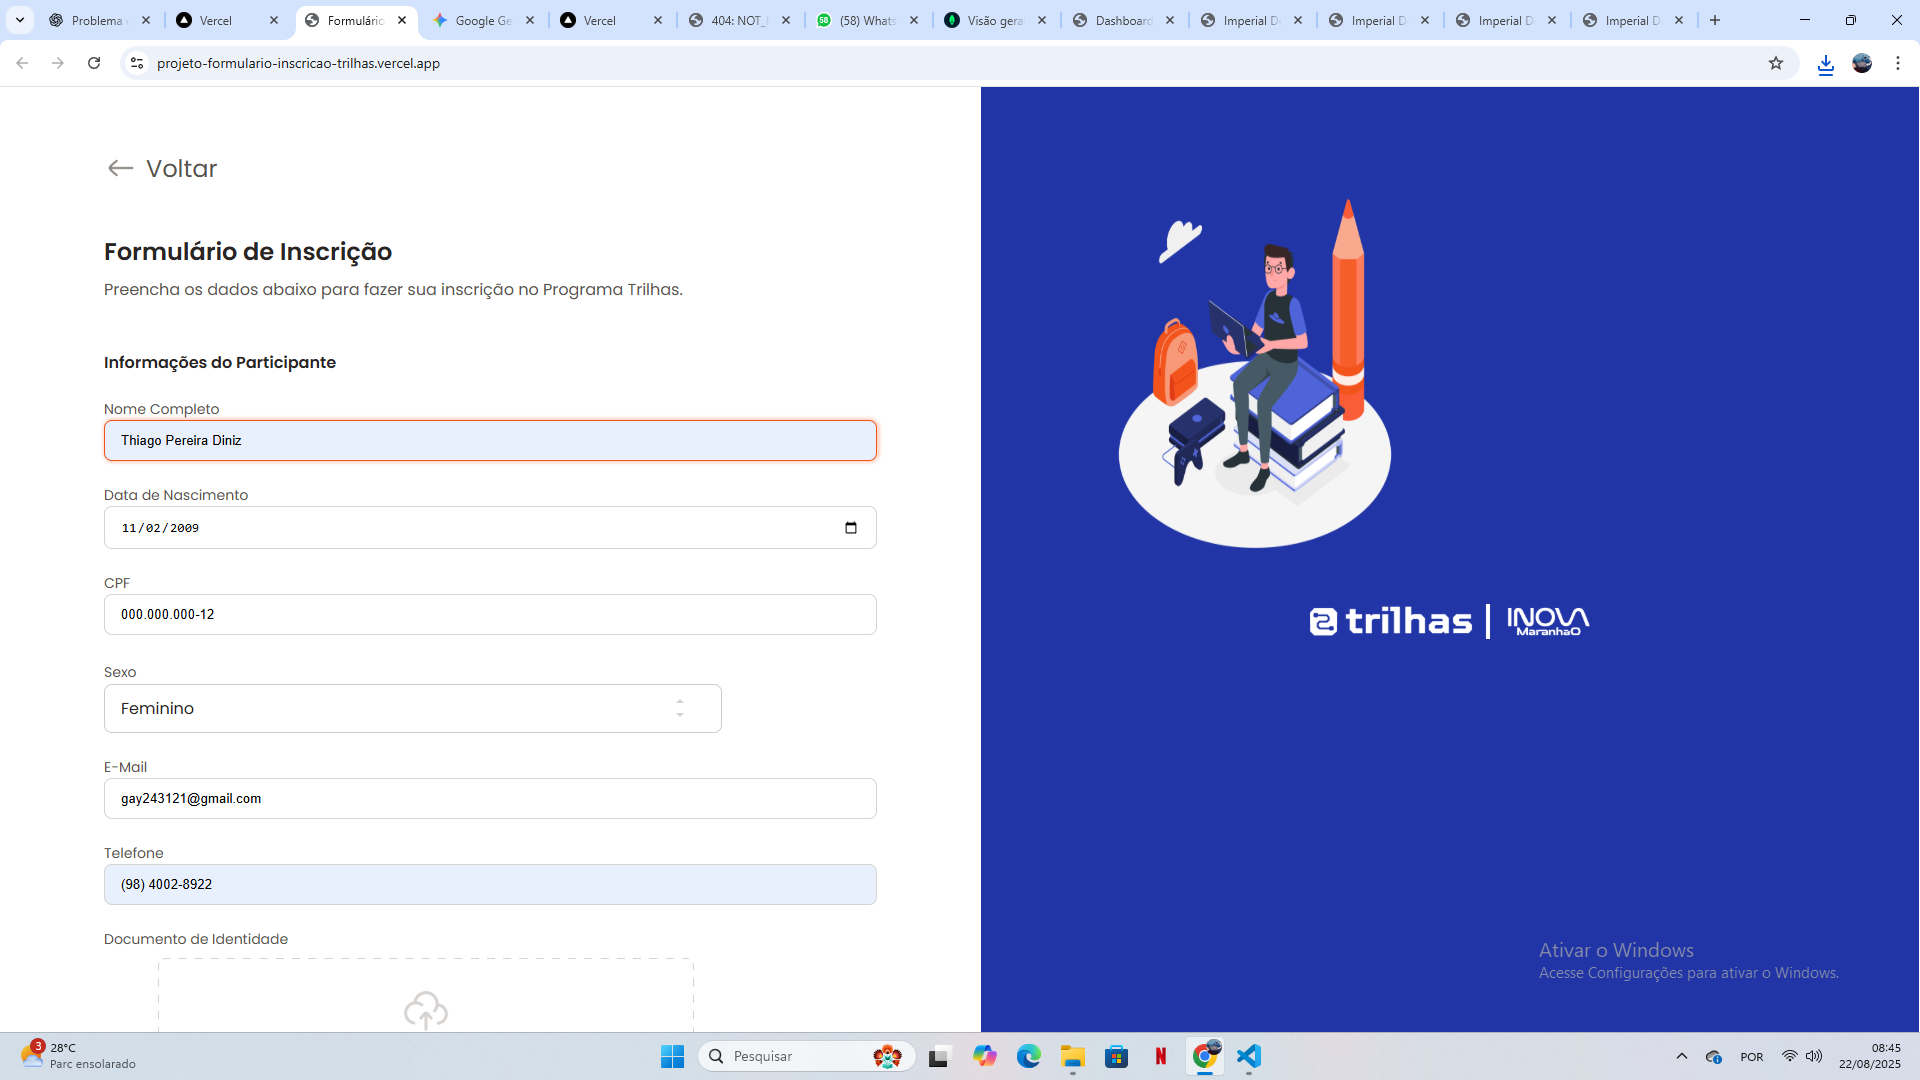 Problema
Vercel
Formulário
Google Ge
Vercel
404: NOT_
(58) Whats
Visão geral
Dashboard
Imperial D
Imperial D
Imperial D
Imperial D
projeto-formulario-inscricao-trilhas.vercel.app
Voltar
Formulário de Inscrição
Preencha os dados abaixo para fazer sua inscrição no Programa Trilhas.
Informações do Participante
Nome Completo
Thiago Pereira Diniz
Data de Nascimento
11/02/2009
CPF
000.000.000-12
Sexo
Feminino
E-Mail
gay243121@gmail.com
Telefone
(98) 4002-8922
Documento de Identidade
trilhas
INOVA
MaranhaO
Ativar o Windows
Acesse Configurações para ativar o Windows.
3
28°C
Parc ensolarado
Pesquisar
POR
08:45
22/08/2025